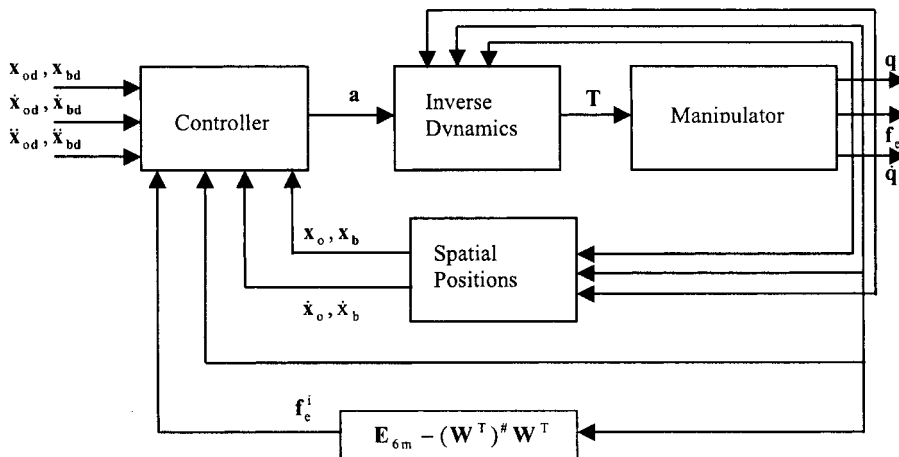 x_od , x_bd
ẋ_od , ẋ_bd
ẍ_od , ẍ_bd
Controller
a
Inverse
Dynamics
T
Manipulator
q
f_e
q̇
x_o , x_b
ẋ_o , ẋ_b
Spatial
Positions
f_e^i
E_6m − (W^T)^# W^T